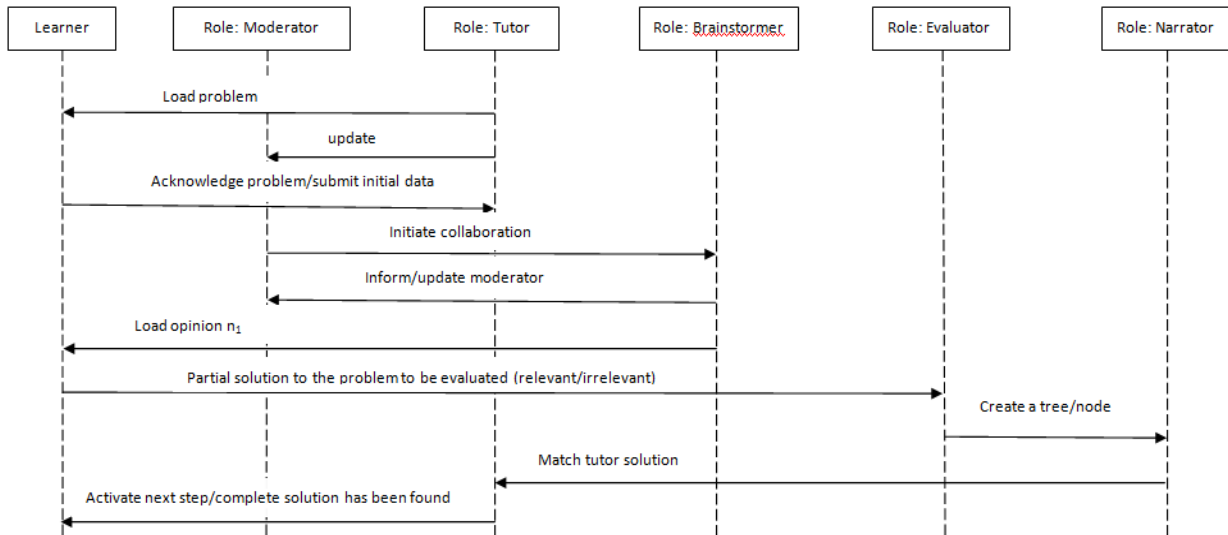 Learner
Role: Moderator
Role: Tutor
Role: Brainstormer
Role: Evaluator
Role: Narrator
Load problem
update
Acknowledge problem/submit initial data
Initiate collaboration
Inform/update moderator
Load opinion n₁
Partial solution to the problem to be evaluated (relevant/irrelevant)
Create a tree/node
Match tutor solution
Activate next step/complete solution has been found